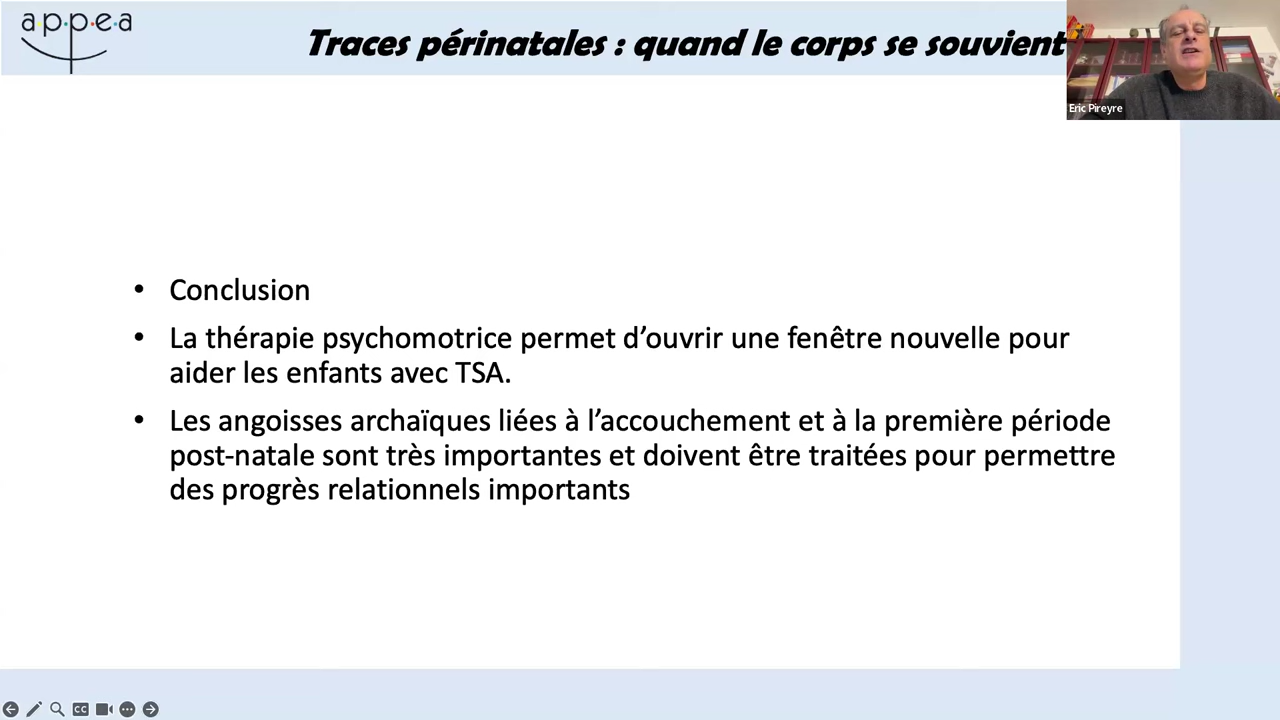 a·p·p·e·a
Traces périnatales : quand le corps se souvient
Eric Pireyre
• Conclusion
• La thérapie psychomotrice permet d’ouvrir une fenêtre nouvelle pour
aider les enfants avec TSA.
• Les angoisses archaïques liées à l’accouchement et à la première période
post-natale sont très importantes et doivent être traitées pour permettre
des progrès relationnels importants
CC